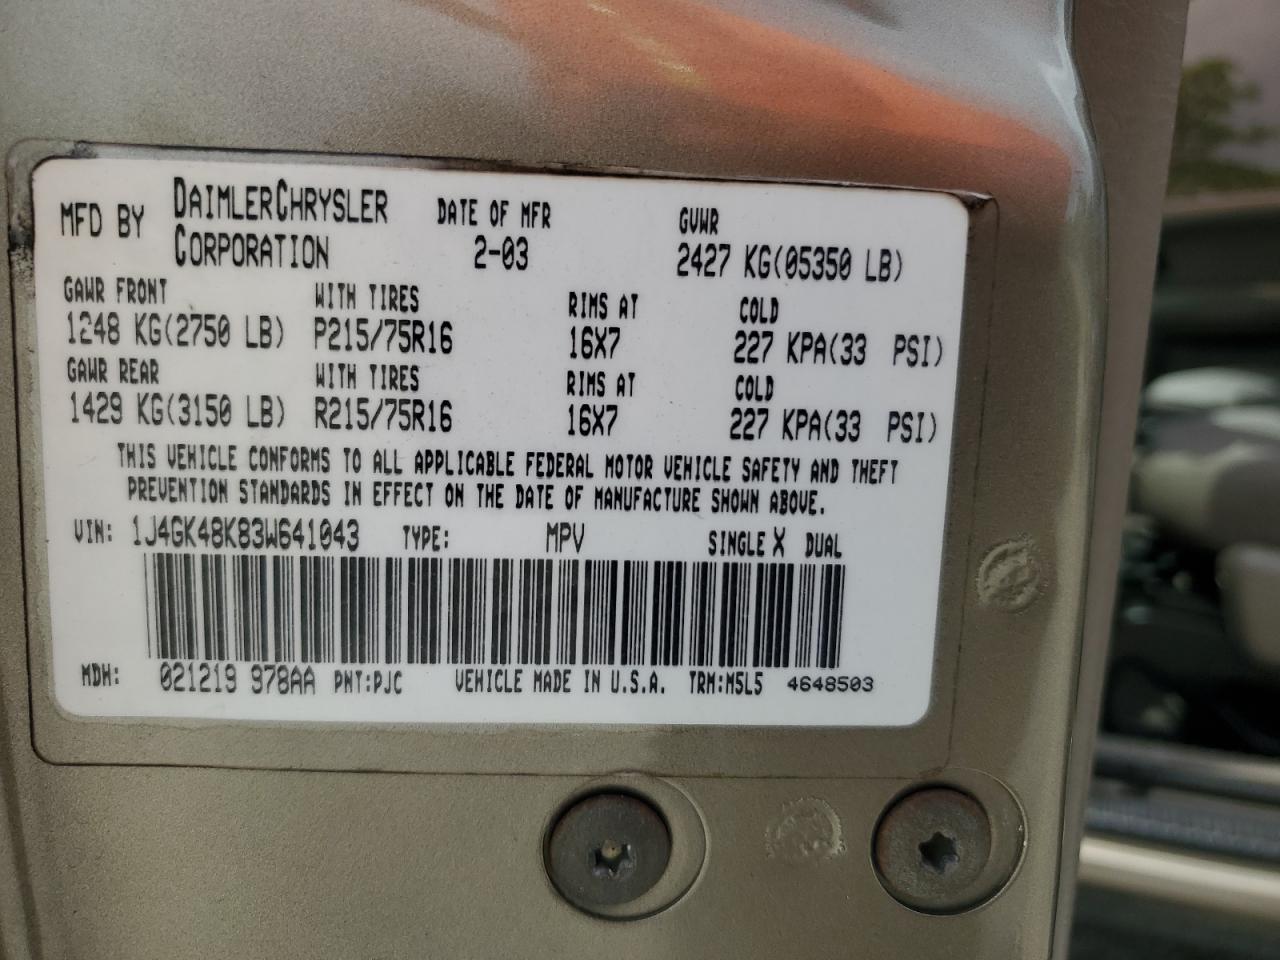 MFD BY DAIMLERCHRYSLER CORPORATION DATE OF MFR 2-03 GVWR 2427 KG(05350 LB)
GAWR FRONT WITH TIRES RIMS AT COLD
1248 KG(2750 LB) P215/75R16 16X7 227 KPA(33 PSI)
GAWR REAR WITH TIRES RIMS AT COLD
1429 KG(3150 LB) R215/75R16 16X7 227 KPA(33 PSI)
THIS VEHICLE CONFORMS TO ALL APPLICABLE FEDERAL MOTOR VEHICLE SAFETY AND THEFT
PREVENTION STANDARDS IN EFFECT ON THE DATE OF MANUFACTURE SHOWN ABOVE.
VIN: 1J4GK48K83W641043 TYPE: MPV SINGLE X DUAL
MDH: 021219 978AA PNT:PJC VEHICLE MADE IN U.S.A. TRM:M5L5 4648503